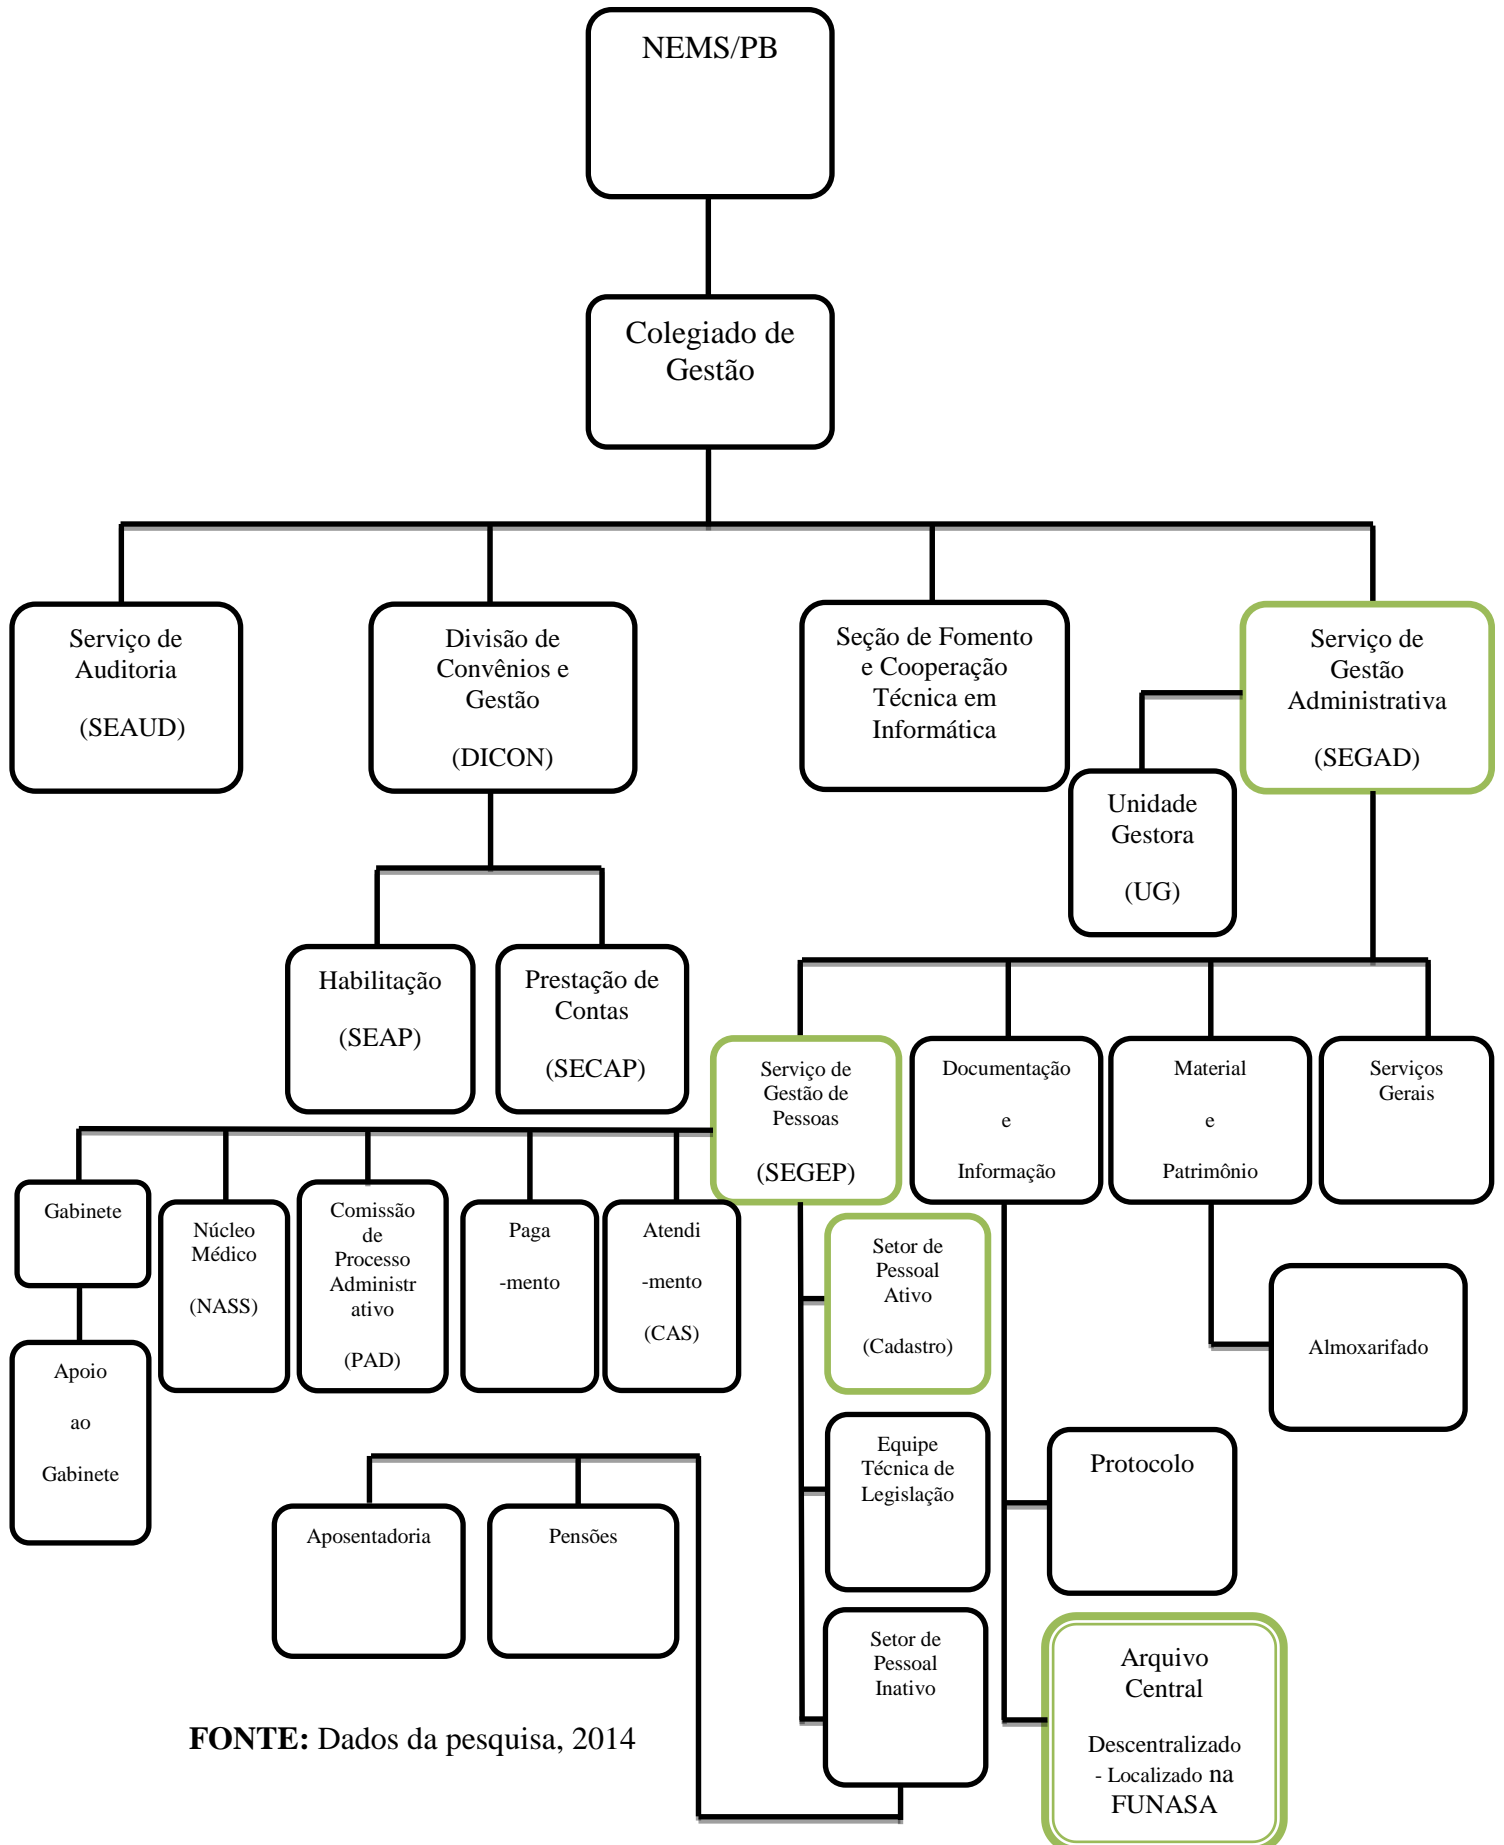 NEMS/PB
Colegiado de
Gestão
Serviço de
Auditoria
(SEAUD)
Divisão de
Convênios e
Gestão
(DICON)
Seção de Fomento
e Cooperação
Técnica em
Informática
Serviço de
Gestão
Administrativa
(SEGAD)
Unidade
Gestora
(UG)
Habilitação
(SEAP)
Prestação de
Contas
(SECAP)
Serviço de
Gestão de
Pessoas
(SEGEP)
Documentação
e
Informação
Material
e
Patrimônio
Serviços
Gerais
Gabinete
Núcleo
Médico
(NASS)
Comissão
de
Processo
Administr
ativo
(PAD)
Paga
-mento
Atendi
-mento
(CAS)
Setor de
Pessoal
Ativo
(Cadastro)
Almoxarifado
Apoio
ao
Gabinete
Equipe
Técnica de
Legislação
Protocolo
Aposentadoria
Pensões
Setor de
Pessoal
Inativo
Arquivo
Central
Descentralizado
- Localizado na
FUNASA
FONTE: Dados da pesquisa, 2014